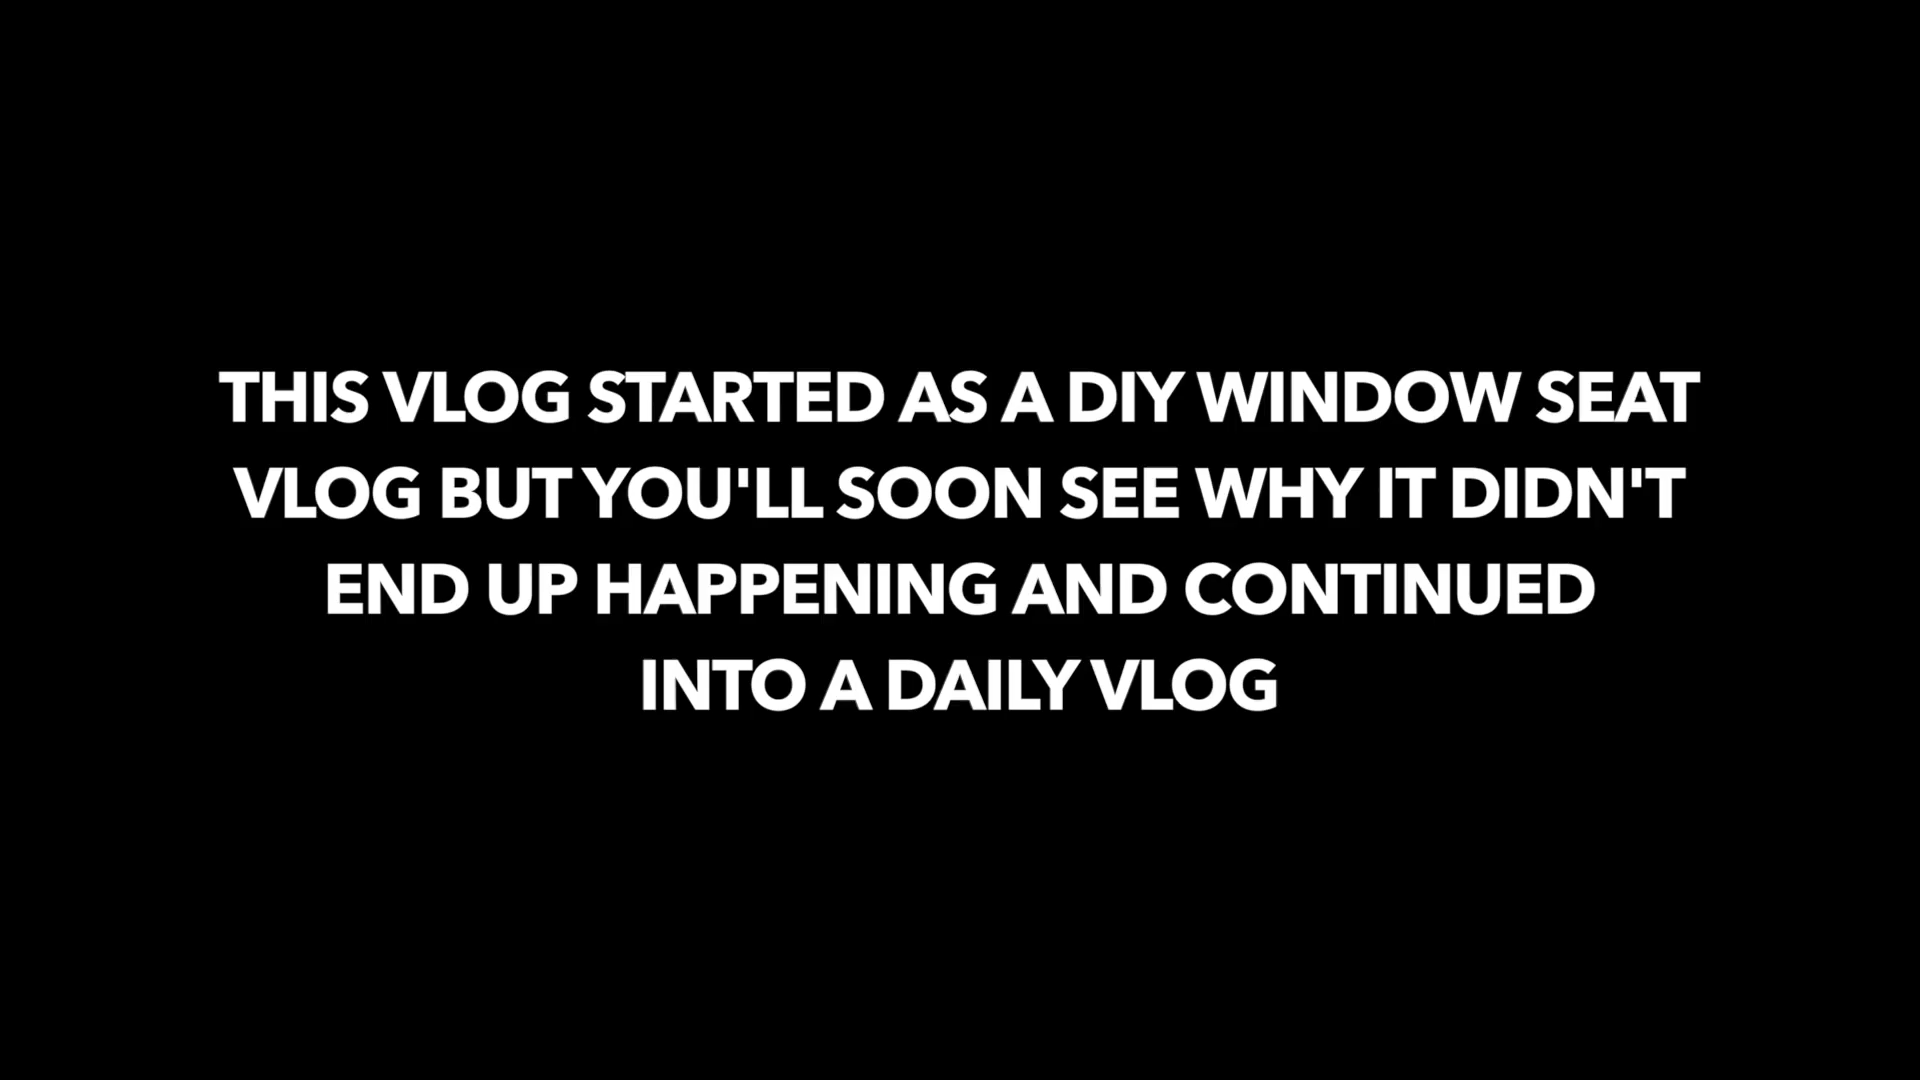 THIS VLOG STARTED AS A DIY WINDOW SEAT
VLOG BUT YOU'LL SOON SEE WHY IT DIDN'T
END UP HAPPENING AND CONTINUED
INTO A DAILY VLOG